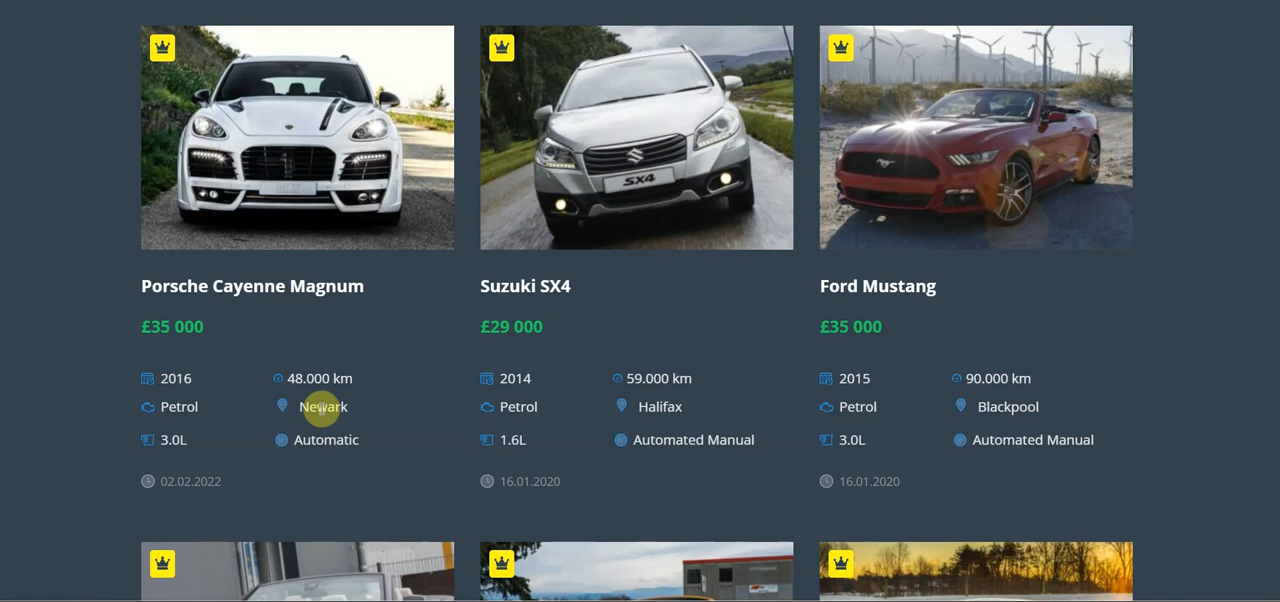 SX4
Porsche Cayenne Magnum
£35 000
2016
48.000 km
Petrol
Newark
3.0L
Automatic
02.02.2022
Suzuki SX4
£29 000
2014
59.000 km
Petrol
Halifax
1.6L
Automated Manual
16.01.2020
Ford Mustang
£35 000
2015
90.000 km
Petrol
Blackpool
3.0L
Automated Manual
16.01.2020